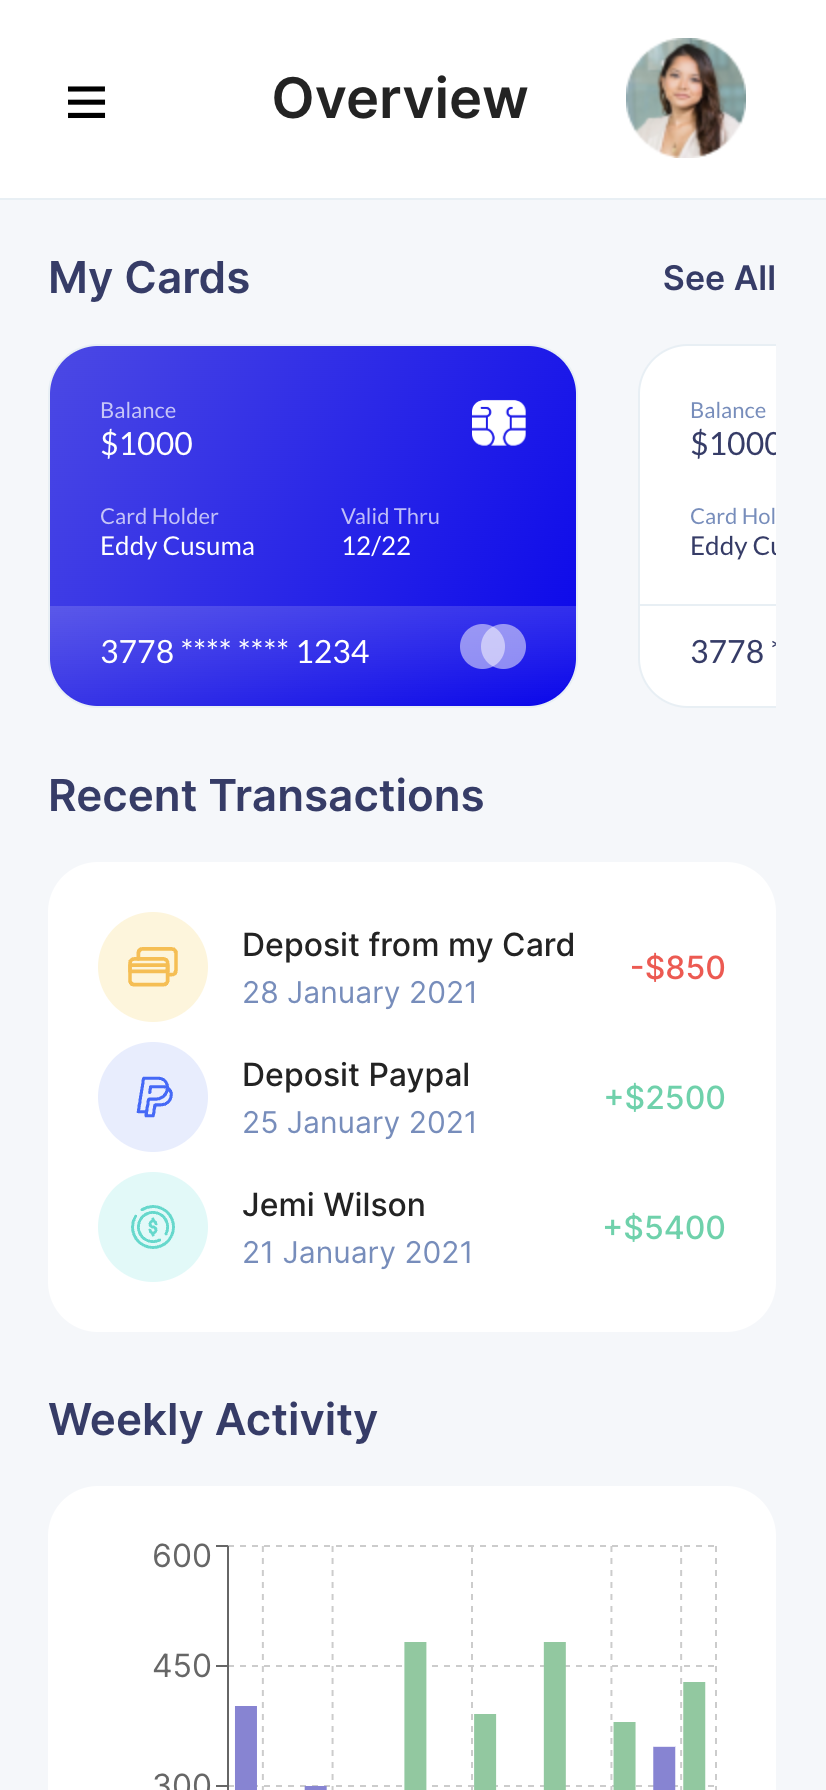 Overview
My Cards
See All
Balance
$1000
Card Holder
Valid Thru
Eddy Cusuma
12/22
3778 **** **** 1234
Balance
$1000
Card Hol
Eddy Cu
3778 *
Recent Transactions
Deposit from my Card
28 January 2021
-$850
Deposit Paypal
25 January 2021
+$2500
Jemi Wilson
21 January 2021
+$5400
Weekly Activity
600
450
300